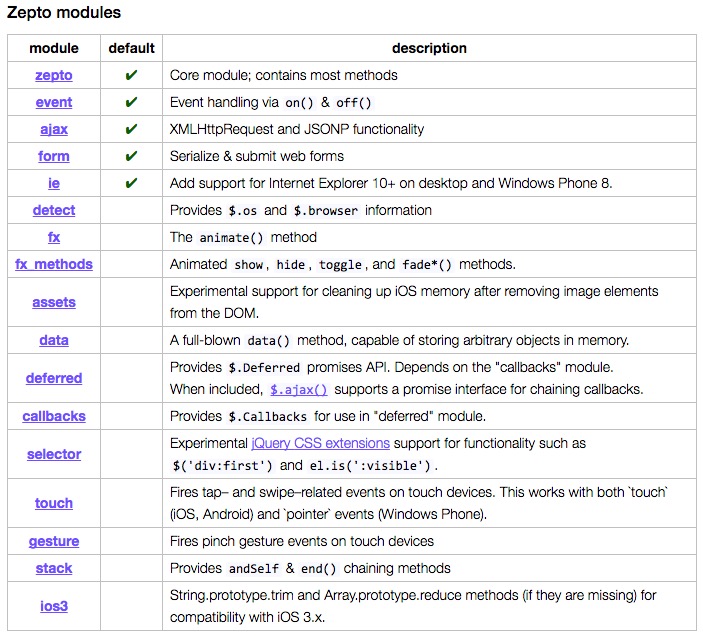 Zepto modules
module default description
zepto ✔ Core module; contains most methods
event ✔ Event handling via on() & off()
ajax ✔ XMLHttpRequest and JSONP functionality
form ✔ Serialize & submit web forms
ie ✔ Add support for Internet Explorer 10+ on desktop and Windows Phone 8.
detect Provides $.os and $.browser information
fx The animate() method
fx_methods Animated show, hide, toggle, and fade*() methods.
assets Experimental support for cleaning up iOS memory after removing image elements
from the DOM.
data A full-blown data() method, capable of storing arbitrary objects in memory.
deferred Provides $.Deferred promises API. Depends on the "callbacks" module.
When included, $.ajax() supports a promise interface for chaining callbacks.
callbacks Provides $.Callbacks for use in "deferred" module.
selector Experimental jQuery CSS extensions support for functionality such as
$('div:first') and el.is(':visible').
touch Fires tap– and swipe–related events on touch devices. This works with both `touch`
(iOS, Android) and `pointer` events (Windows Phone).
gesture Fires pinch gesture events on touch devices
stack Provides andSelf & end() chaining methods
ios3 String.prototype.trim and Array.prototype.reduce methods (if they are missing) for
compatibility with iOS 3.x.